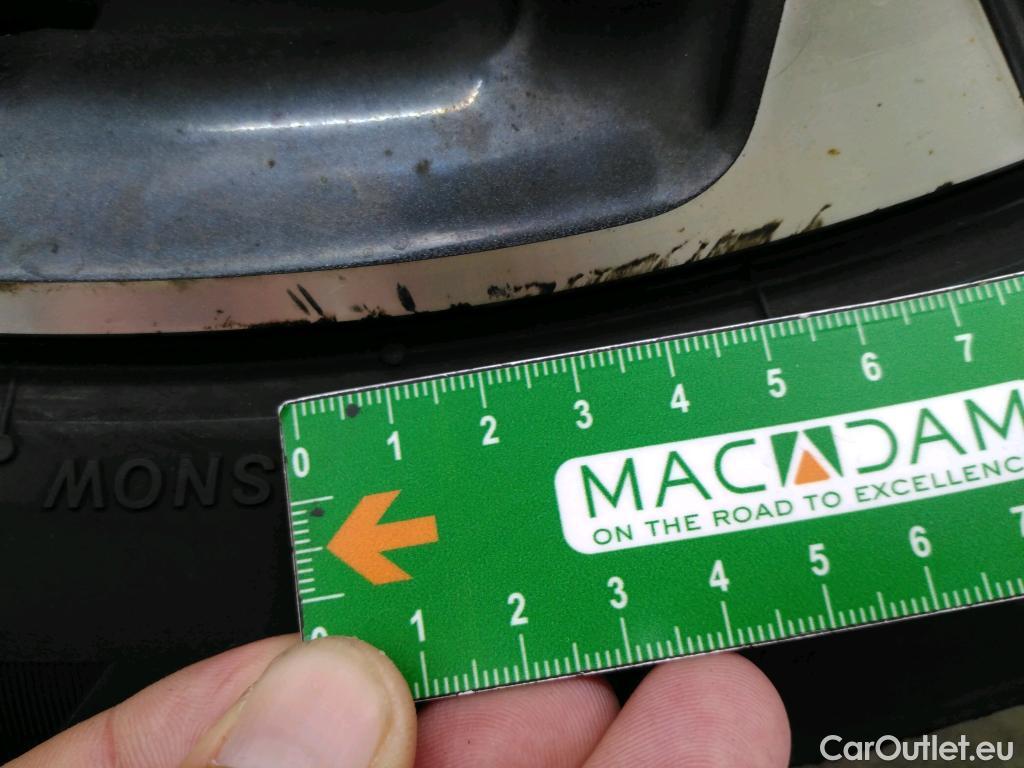 0 1 2 3 4 5 6 7
MACADAM
ON THE ROAD TO EXCELLENC
MONS
1 2 3 4 5 6 7
CarOutlet.eu